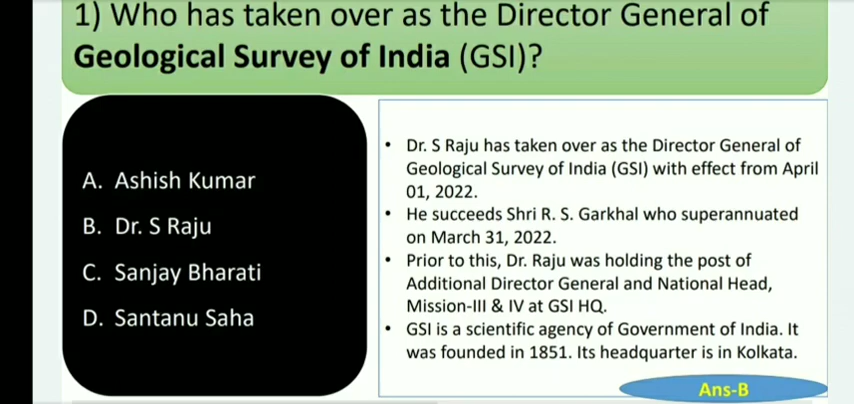 1) Who has taken over as the Director General of
Geological Survey of India (GSI)?
A. Ashish Kumar
B. Dr. S Raju
C. Sanjay Bharati
D. Santanu Saha
• Dr. S Raju has taken over as the Director General of
Geological Survey of India (GSI) with effect from April
01, 2022.
• He succeeds Shri R. S. Garkhal who superannuated
on March 31, 2022.
• Prior to this, Dr. Raju was holding the post of
Additional Director General and National Head,
Mission-III & IV at GSI HQ.
• GSI is a scientific agency of Government of India. It
was founded in 1851. Its headquarter is in Kolkata.
Ans-B